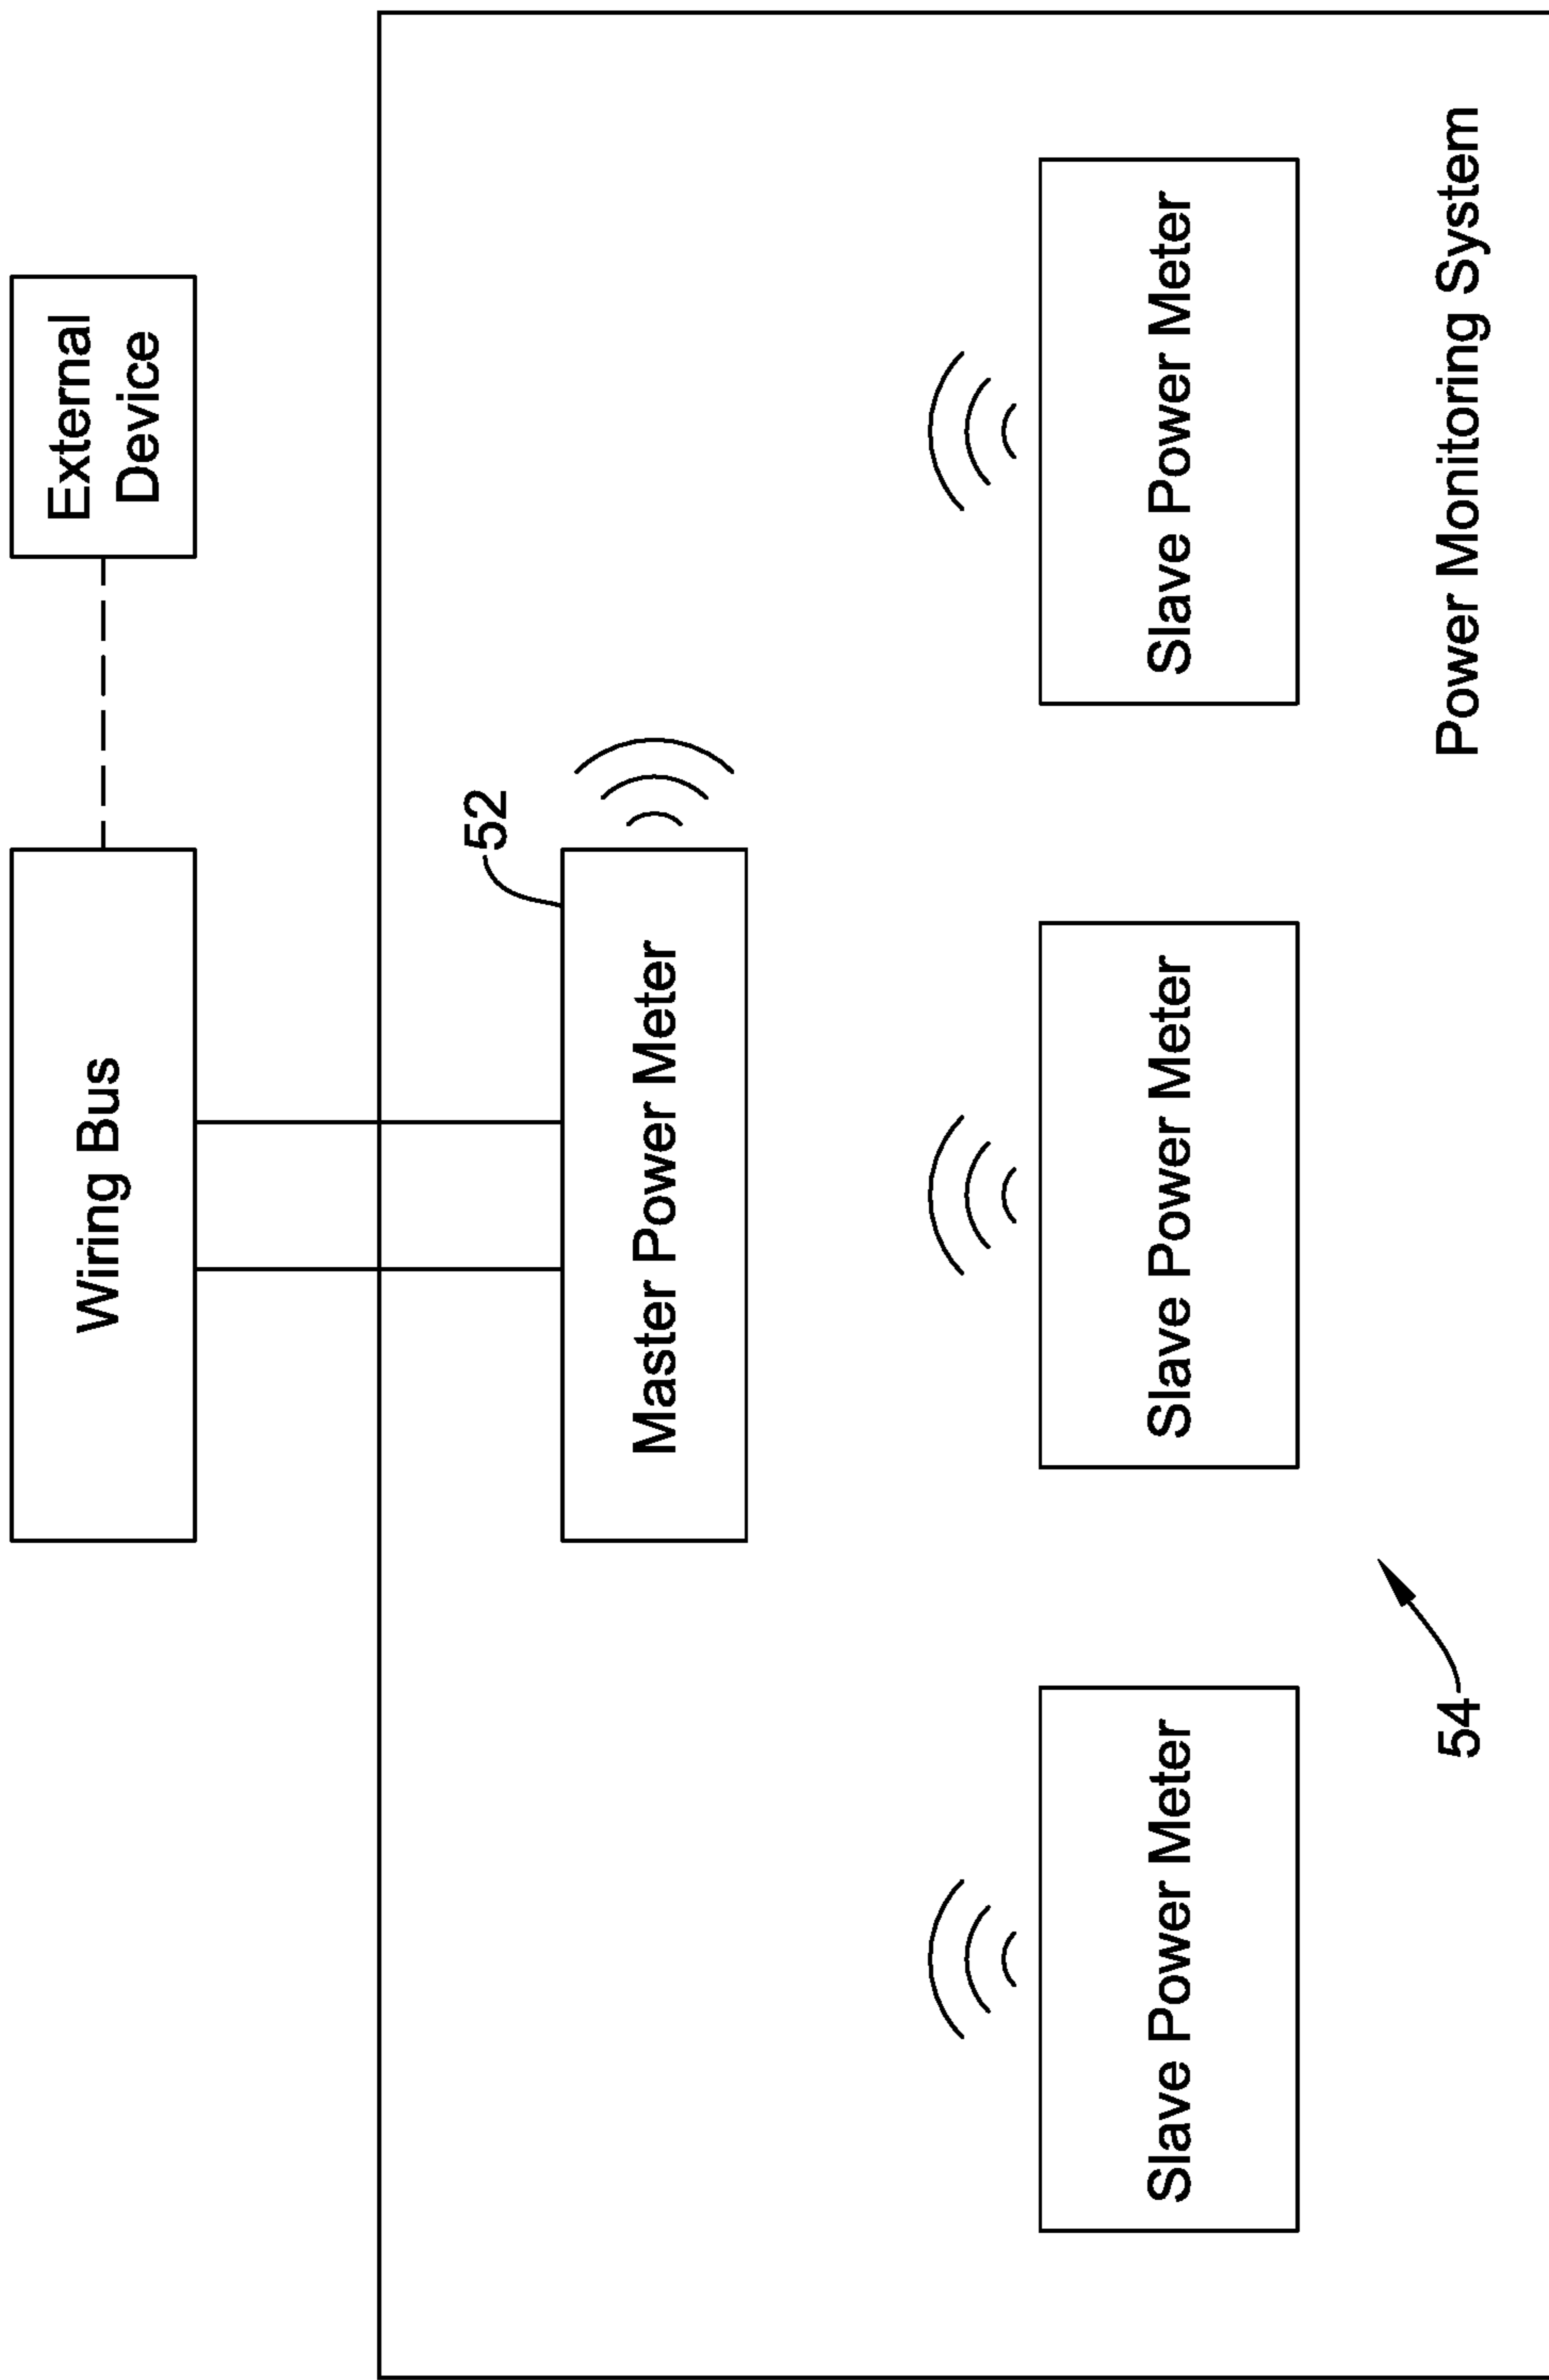 Wiring Bus
External
Device
52
Master Power Meter
Slave Power Meter
Slave Power Meter
Slave Power Meter
54
Power Monitoring System